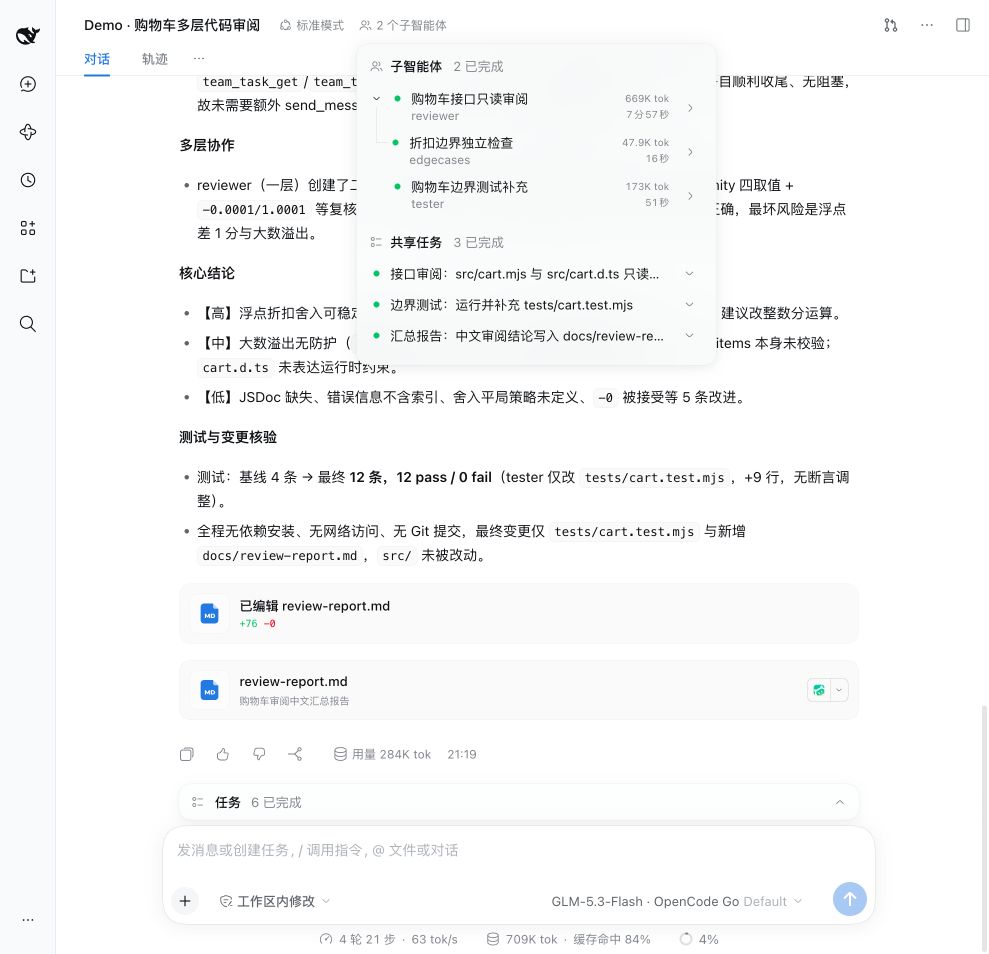 Demo · 购物车多层代码审阅 标准模式 2 个子智能体
对话 轨迹 ...
team_task_get / team_t
目顺利收尾、无阻塞，
故未需要额外 send_mess
多层协作
reviewer（一层）创建了二
nity 四取值 +
-0.0001/1.0001 等复核
正确，最坏风险是浮点
差 1 分与大数溢出。
核心结论
【高】浮点折扣舍入可稳定
建议改整数分运算。
【中】大数溢出无防护（
items 本身未校验；
cart.d.ts 未表达运行时约束。
【低】JSDoc 缺失、错误信息不含索引、舍入平局策略未定义、 -0 被接受等 5 条改进。
测试与变更核验
测试：基线 4 条 → 最终 12 条，12 pass / 0 fail（tester 仅改 tests/cart.test.mjs ，+9 行，无断言调
整）。
全程无依赖安装、无网络访问、无 Git 提交，最终变更仅 tests/cart.test.mjs 与新增
docs/review-report.md ， src/ 未被改动。
子智能体 2 已完成
购物车接口只读审阅 669K tok
reviewer 7分57秒
折扣边界独立检查 47.9K tok
edgecases 16秒
购物车边界测试补充 173K tok
tester 51秒
共享任务 3 已完成
接口审阅：src/cart.mjs 与 src/cart.d.ts 只读...
边界测试：运行并补充 tests/cart.test.mjs
汇总报告：中文审阅结论写入 docs/review-re...
MD
已编辑 review-report.md
+76 -0
MD
review-report.md
购物车审阅中文汇总报告
用量 284K tok 21:19
任务 6 已完成
发消息或创建任务, / 调用指令, @ 文件或对话
工作区内修改 GLM-5.3-Flash · OpenCode Go Default
4 轮 21 步 · 63 tok/s 709K tok · 缓存命中 84% 4%